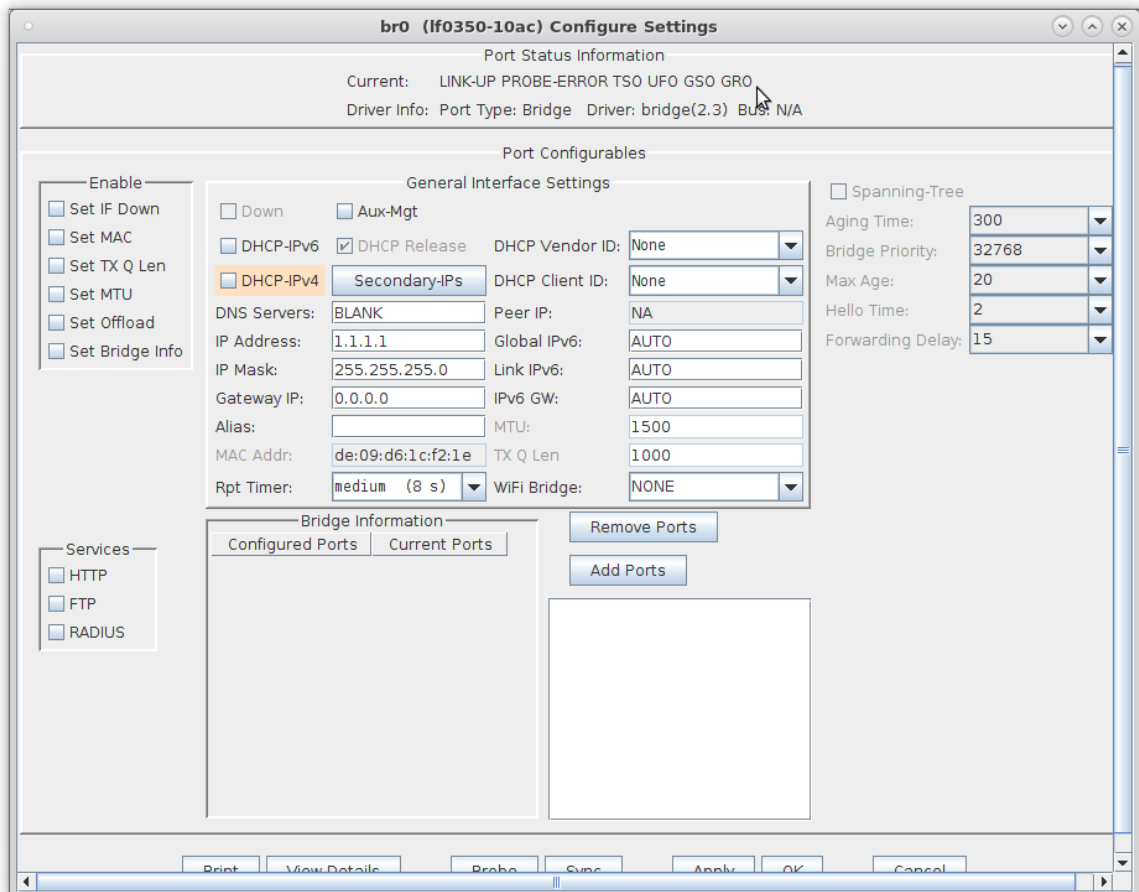 br0 (lf0350-10ac) Configure Settings
Port Status Information
Current: LINK-UP PROBE-ERROR TSO UFO GSO GRO
Driver Info: Port Type: Bridge Driver: bridge(2.3) Bus: N/A
Port Configurables
Enable
Set IF Down
Set MAC
Set TX Q Len
Set MTU
Set Offload
Set Bridge Info
General Interface Settings
Down Aux-Mgt
DHCP-IPv6 DHCP Release DHCP Vendor ID: None
DHCP-IPv4 Secondary-IPs DHCP Client ID: None
DNS Servers: BLANK Peer IP: NA
IP Address: 1.1.1.1 Global IPv6: AUTO
IP Mask: 255.255.255.0 Link IPv6: AUTO
Gateway IP: 0.0.0.0 IPv6 GW: AUTO
Alias: MTU: 1500
MAC Addr: de:09:d6:1c:f2:1e TX Q Len 1000
Rpt Timer: medium (8 s) WiFi Bridge: NONE
Spanning-Tree
Aging Time: 300
Bridge Priority: 32768
Max Age: 20
Hello Time: 2
Forwarding Delay: 15
Services
HTTP
FTP
RADIUS
Bridge Information
Configured Ports Current Ports
Remove Ports
Add Ports
Print View Details Probe Sync Apply OK Cancel